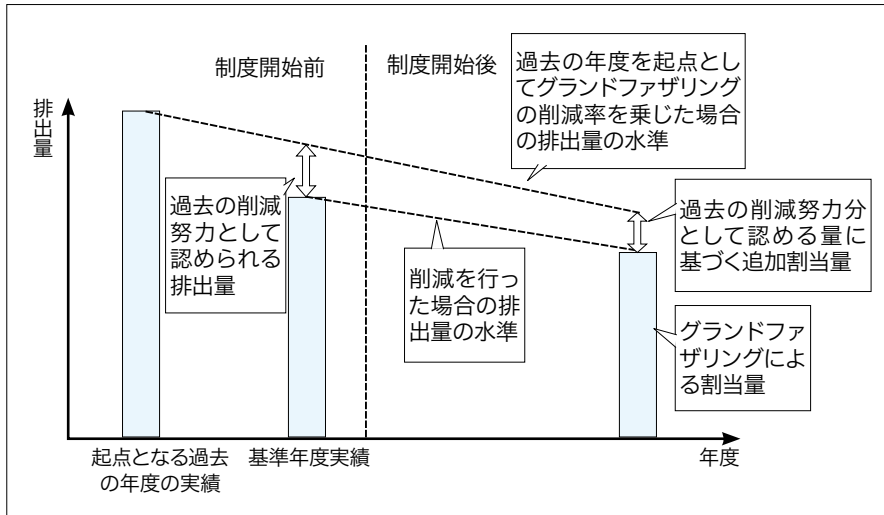 制度開始前
制度開始後
過去の年度を起点とし
てグランドファザリング
の削減率を乗じた場合
の排出量の水準
排出量
過去の削減
努力として
認められる
排出量
削減を行っ
た場合の排
出量の水準
過去の削減努力分
として認める量に
基づく追加割当量
グランドファ
ザリングによ
る割当量
起点となる過去
の年度の実績
基準年度実績
年度